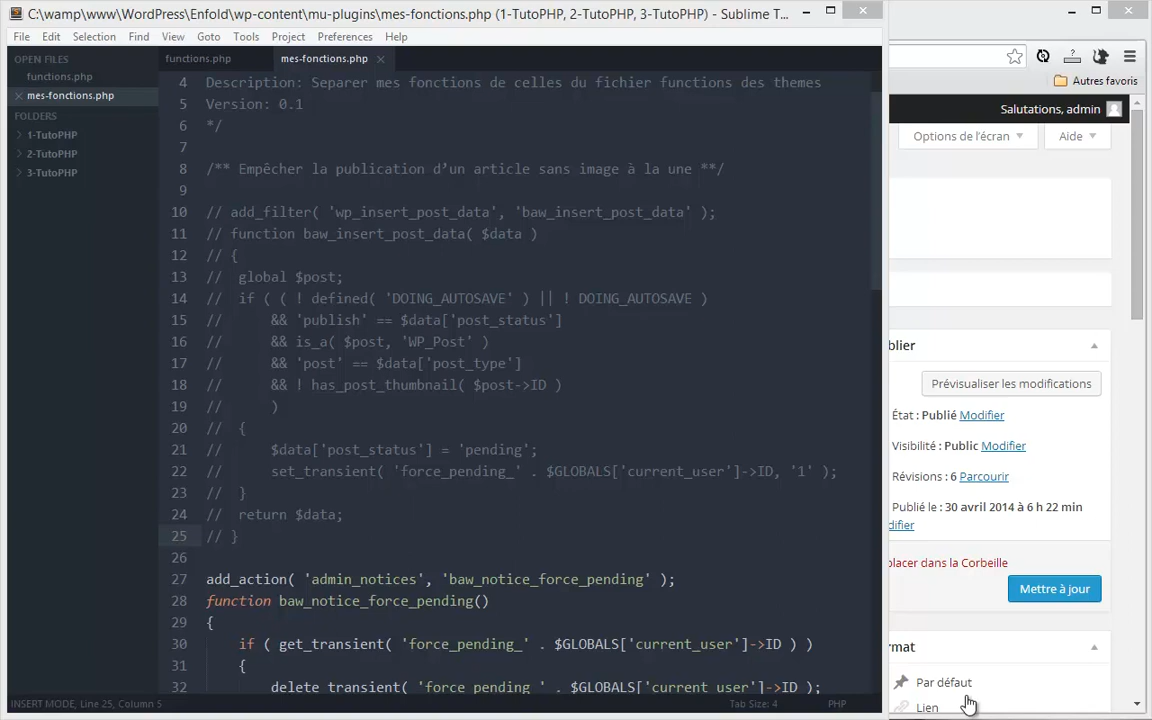 C:\wamp\www\WordPress\Enfold\wp-content\mu-plugins\mes-fonctions.php (1-TutoPHP, 2-TutoPHP, 3-TutoPHP) - Sublime T...
File Edit Selection Find View Goto Tools Project Preferences Help
OPEN FILES
functions.php
mes-fonctions.php
FOLDERS
1-TutoPHP
2-TutoPHP
3-TutoPHP
functions.php mes-fonctions.php
4 Description: Separer mes fonctions de celles du fichier functions des themes
5 Version: 0.1
6 */
7
8 /** Empêcher la publication d’un article sans image à la une **/
9
10 // add_filter( 'wp_insert_post_data', 'baw_insert_post_data' );
11 // function baw_insert_post_data( $data )
12 // {
13 // global $post;
14 // if ( ( ! defined( 'DOING_AUTOSAVE' ) || ! DOING_AUTOSAVE )
15 // && 'publish' == $data['post_status']
16 // && is_a( $post, 'WP_Post' )
17 // && 'post' == $data['post_type']
18 // && ! has_post_thumbnail( $post->ID )
19 // )
20 // {
21 // $data['post_status'] = 'pending';
22 // set_transient( 'force_pending_' . $GLOBALS['current_user']->ID, '1' );
23 // }
24 // return $data;
25 // }
26
27 add_action( 'admin_notices', 'baw_notice_force_pending' );
28 function baw_notice_force_pending()
29 {
30 if ( get_transient( 'force_pending_' . $GLOBALS['current_user']->ID ) )
31 {
32 delete_transient( 'force_pending_' . $GLOBALS['current_user']->ID );
INSERT MODE, Line 25, Column 5 Tab Size: 4 PHP
Autres favoris
Salutations, admin
Options de l’écran Aide
blier
Prévisualiser les modifications
État : Publié Modifier
Visibilité : Public Modifier
Révisions : 6 Parcourir
Publié le : 30 avril 2014 à 6 h 22 min
difier
placer dans la Corbeille
Mettre à jour
rmat
Par défaut
Lien